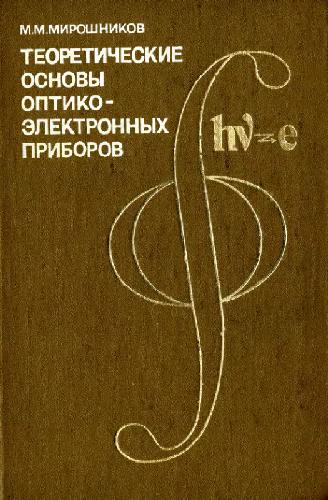 М.М.МИРОШНИКОВ
ТЕОРЕТИЧЕСКИЕ
ОСНОВЫ
ОПТИКО-
ЭЛЕКТРОННЫХ
ПРИБОРОВ
hν⇄e